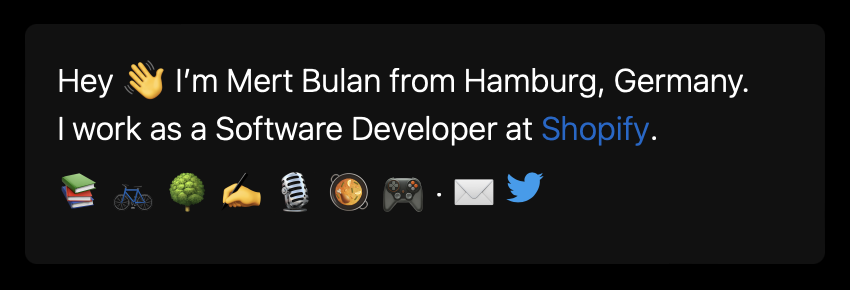 Hey 👋 I’m Mert Bulan from Hamburg, Germany.
I work as a Software Developer at Shopify.
📚 🚲 🌳 ✍️ 🎙️ 🥘 🎮 · ✉️